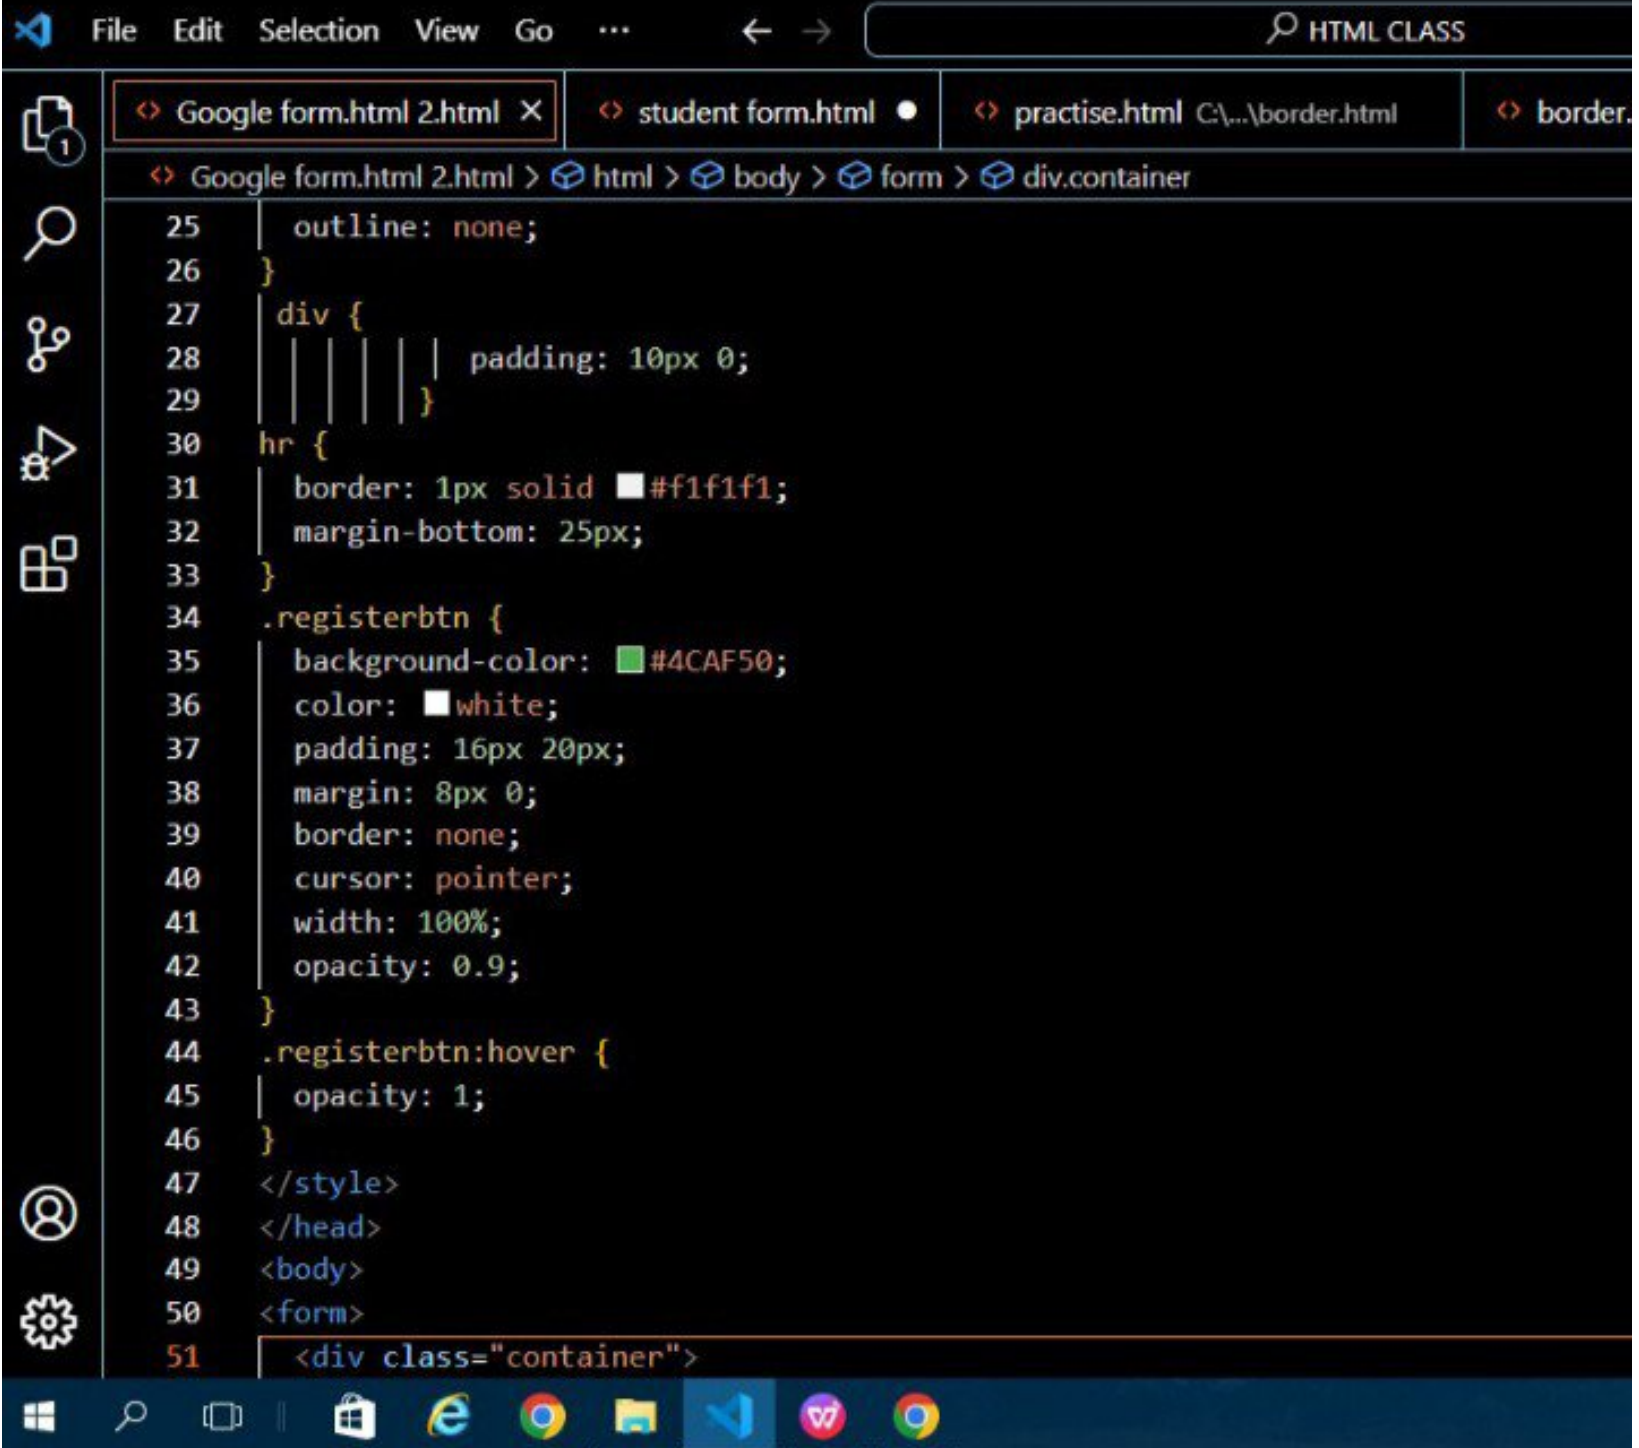 File Edit Selection View Go ··· ← → HTML CLASS
Google form.html 2.html × student form.html ● practise.html C:\...\border.html border.
1
Google form.html 2.html > html > body > form > div.container
25 outline: none;
26 }
27 div {
28 padding: 10px 0;
29 }
30 hr {
31 border: 1px solid #f1f1f1;
32 margin-bottom: 25px;
33 }
34 .registerbtn {
35 background-color: #4CAF50;
36 color: white;
37 padding: 16px 20px;
38 margin: 8px 0;
39 border: none;
40 cursor: pointer;
41 width: 100%;
42 opacity: 0.9;
43 }
44 .registerbtn:hover {
45 opacity: 1;
46 }
47 </style>
48 </head>
49 <body>
50 <form>
51 <div class="container">